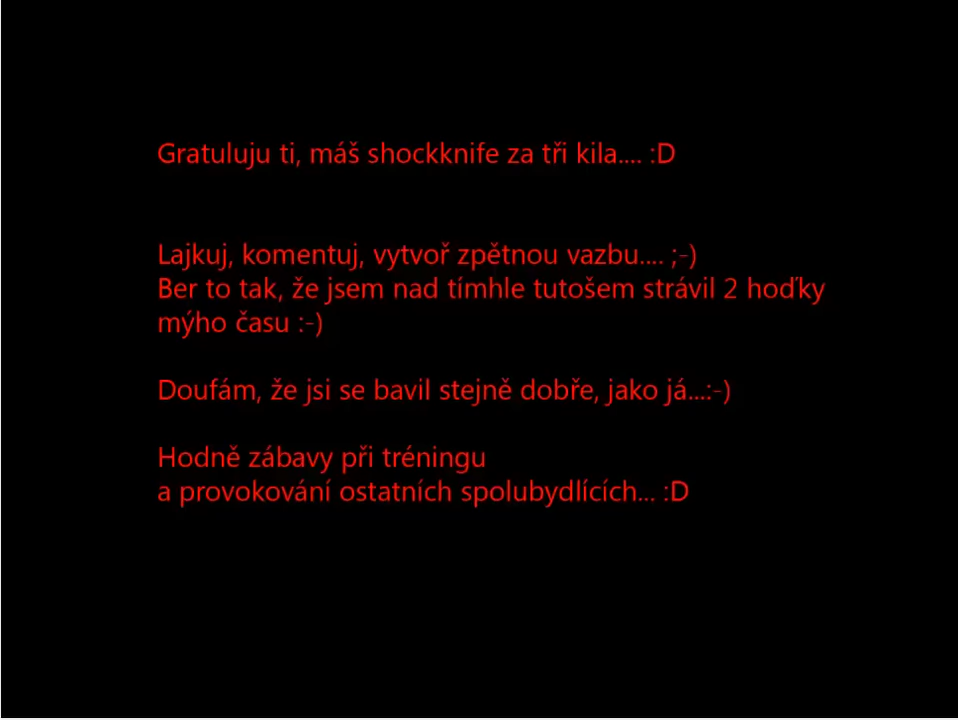 Gratuluju ti, máš shockknife za tři kila.... :D
Lajkuj, komentuj, vytvoř zpětnou vazbu.... ;-)
Ber to tak, že jsem nad tímhle tutošem strávil 2 hoďky
mýho času :-)
Doufám, že jsi se bavil stejně dobře, jako já...:-)
Hodně zábavy při tréningu
a provokování ostatních spolubydlících... :D